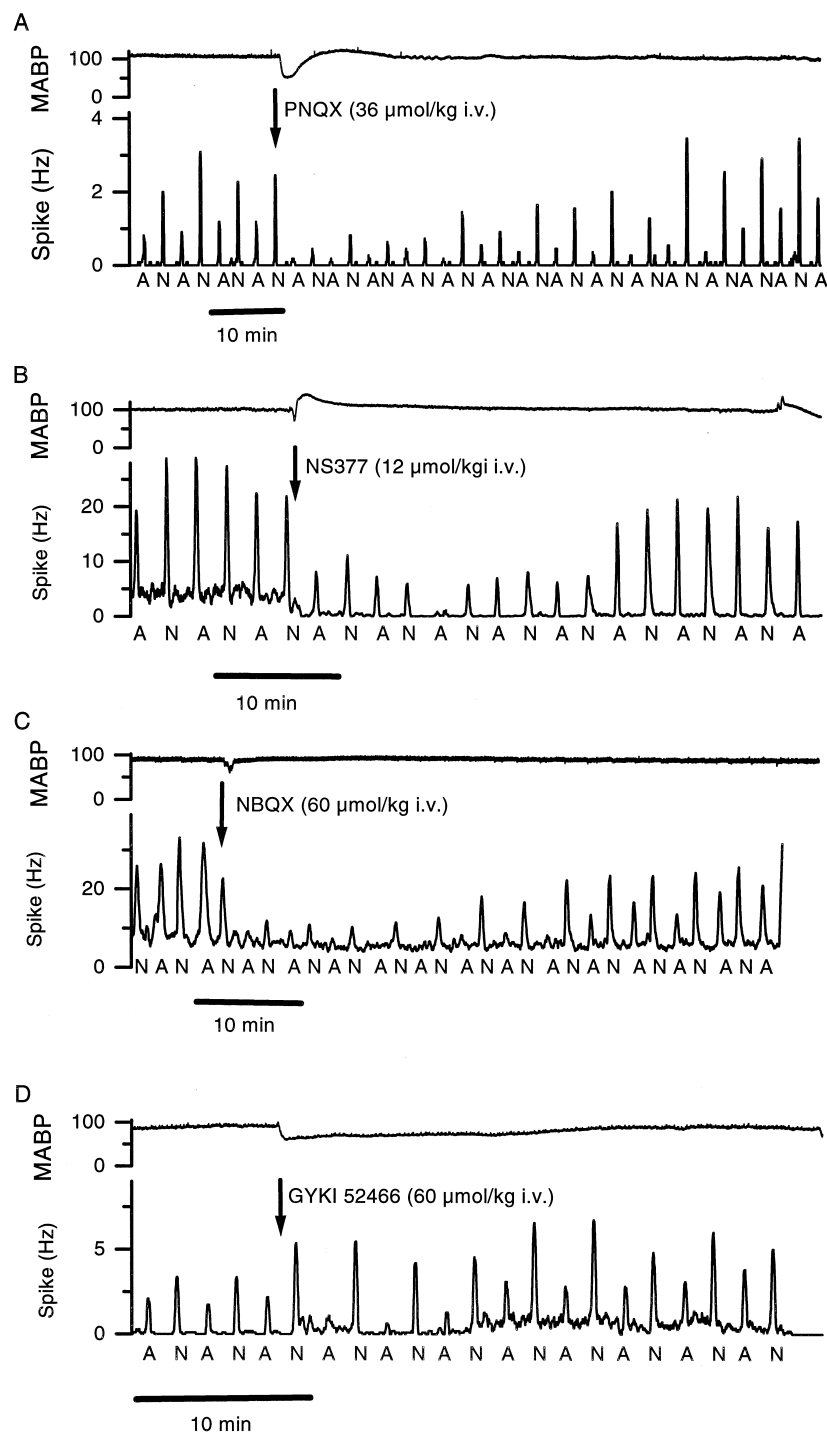 A
MABP
100
0
PNQX (36 µmol/kg i.v.)
Spike (Hz)
4
2
0
A N A N AN A N A NA N AN A N A NA NA N A N A NA N A NA NA N A
10 min
B
MABP
100
0
NS377 (12 µmol/kgi i.v.)
Spike (Hz)
20
10
0
A N A N A N A N A N A N A N A N A N A N A N A
10 min
C
MABP
100
0
NBQX (60 µmol/kg i.v.)
Spike (Hz)
20
0
N A N A N A N A N A N A N A N A N A N A N A N A N A N A N A
10 min
D
MABP
100
0
GYKI 52466 (60 µmol/kg i.v.)
Spike (Hz)
5
0
A N A N A N A N A N A N A N A N A N A N A N
10 min